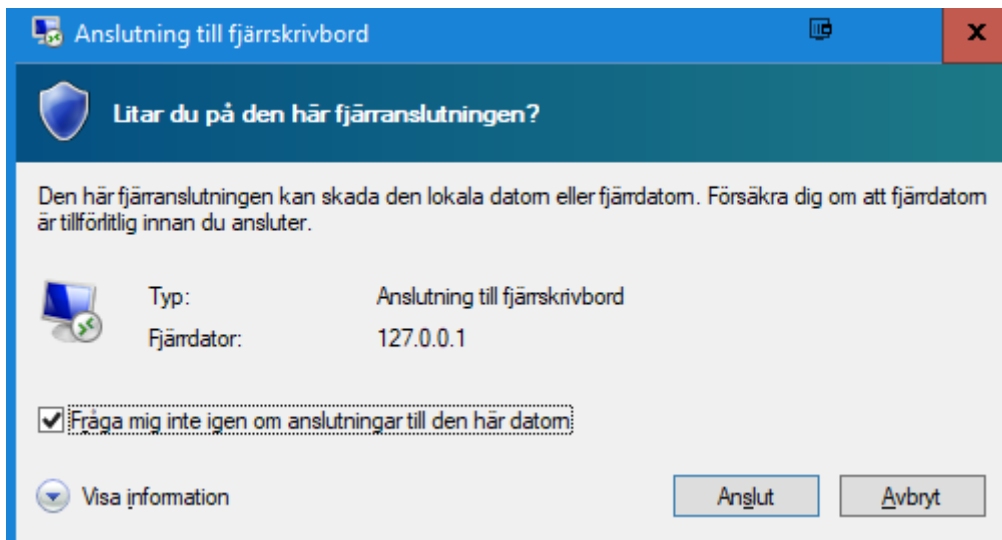 Anslutning till fjärrskrivbord
Litar du på den här fjärranslutningen?
Den här fjärranslutningen kan skada den lokala datorn eller fjärrdatorn. Försäkra dig om att fjärrdatorn
är tillförlitlig innan du ansluter.
Typ: Anslutning till fjärrskrivbord
Fjärrdator: 127.0.0.1
Fråga mig inte igen om anslutningar till den här datorn
Visa information Anslut Avbryt